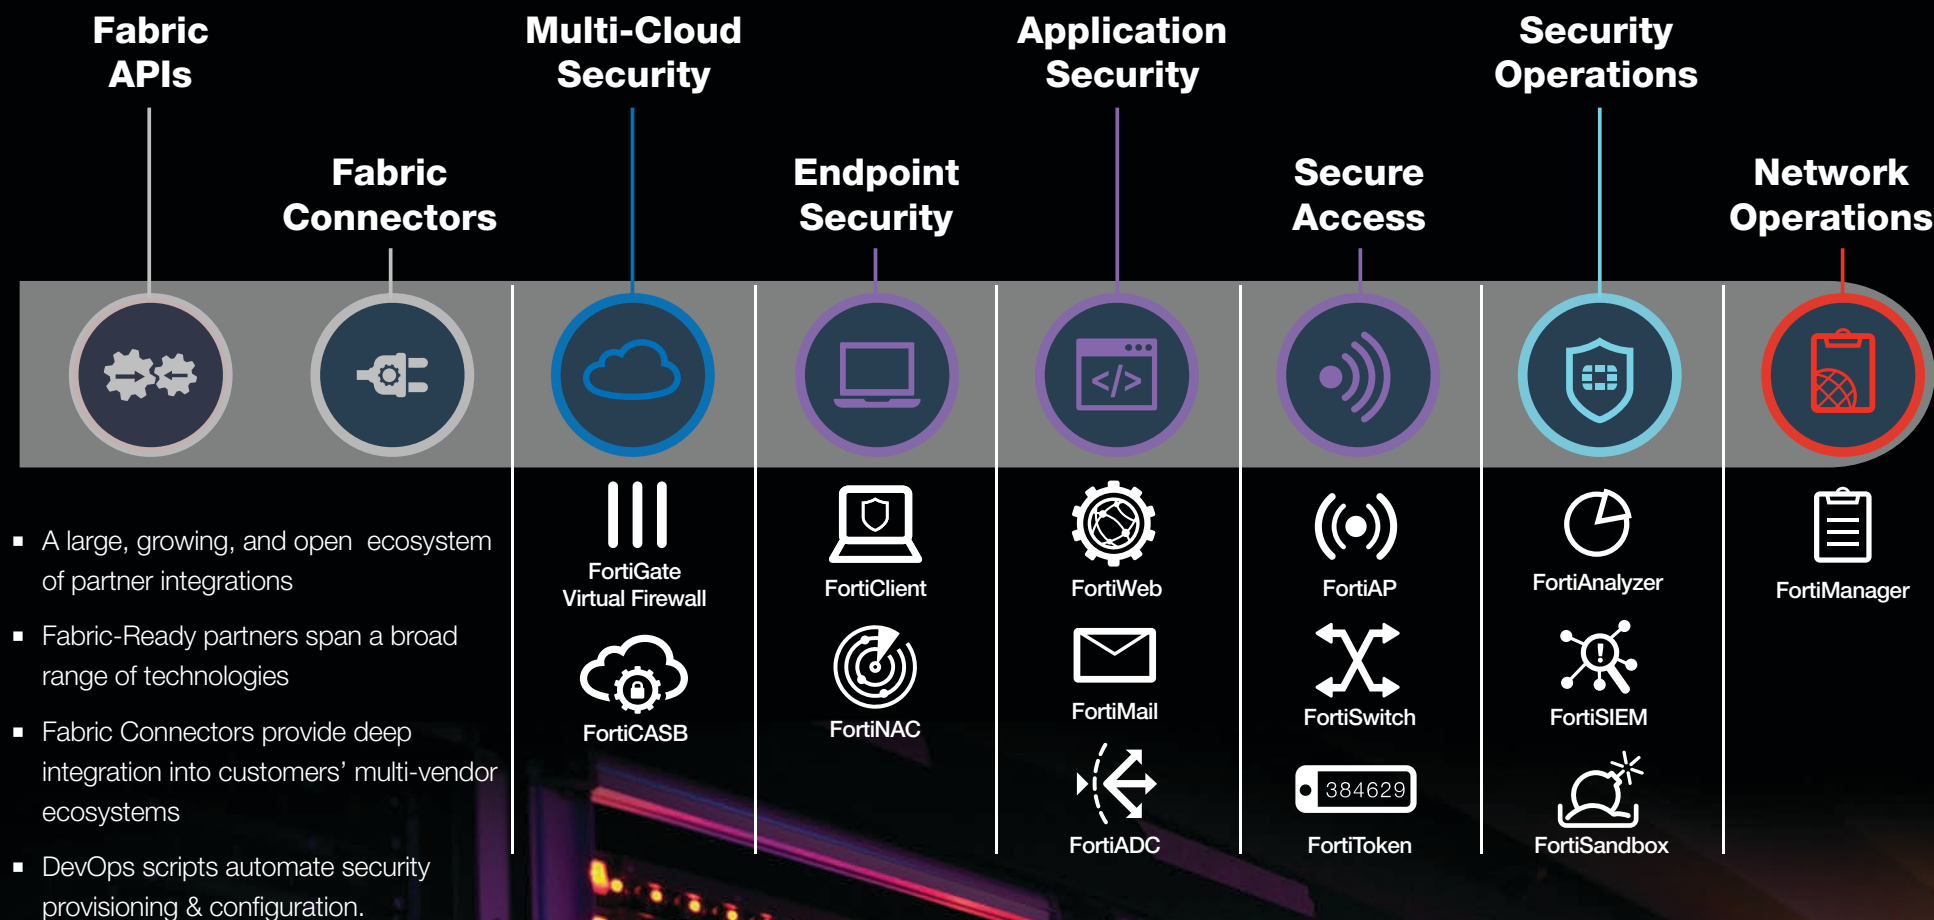 Fabric
APIs
Multi-Cloud
Security
Application
Security
Security
Operations
Fabric
Connectors
Endpoint
Security
Secure
Access
Network
Operations
</>
▪ A large, growing, and open ecosystem
of partner integrations
▪ Fabric-Ready partners span a broad
range of technologies
▪ Fabric Connectors provide deep
integration into customers’ multi-vendor
ecosystems
▪ DevOps scripts automate security
provisioning & configuration.
FortiGate
Virtual Firewall
FortiCASB
FortiClient
FortiNAC
FortiWeb
FortiMail
FortiADC
FortiAP
FortiSwitch
384629
FortiToken
FortiAnalyzer
!
FortiSIEM
FortiSandbox
FortiManager